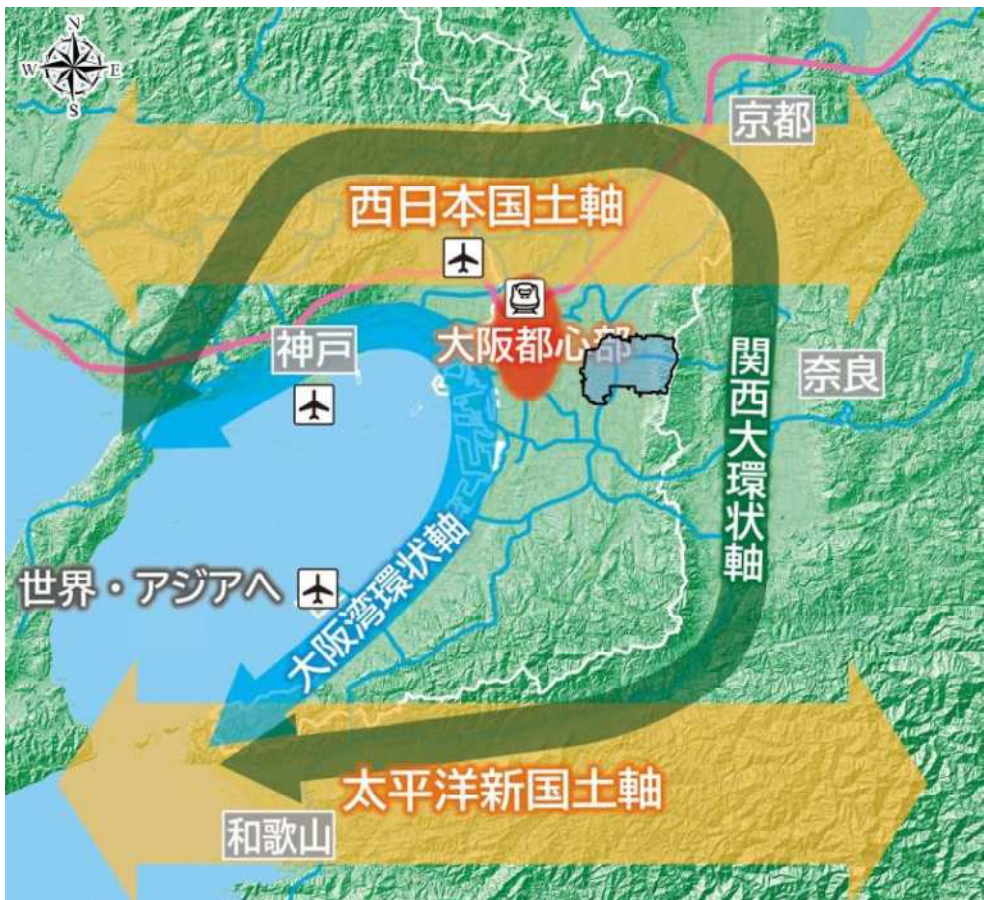 N
W E
S
京都
西日本国土軸
大阪都心部
神戸
奈良
関西大環状軸
世界・アジアへ
大阪湾環状軸
太平洋新国土軸
和歌山